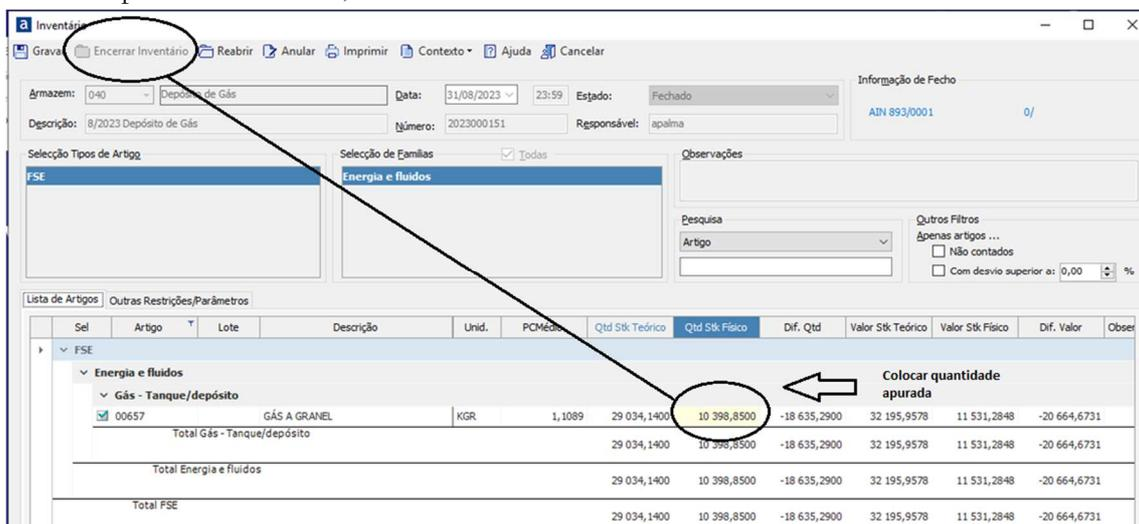 Inventário
Gravar Encerrar Inventário Reabrir Anular Imprimir Contexto Ajuda Cancelar
Armazem: 040 Depósito de Gás Data: 31/08/2023 23:59 Estado: Fechado
Informação de Fecho
AIN 893/0001 0/
Descrição: 8/2023 Depósito de Gás Número: 2023000151 Responsável: apalma
Selecção Tipos de Artigo Selecção de Familias Todas Observações
FSE Energia e fluidos
Pesquisa Outros Filtros
Artigo Apenas artigos ...
Não contados
Com desvio superior a: 0,00 %
Lista de Artigos Outras Restrições/Parâmetros
Sel Artigo Lote Descrição Unid. PCMédio Qtd Stk Teórico Qtd Stk Físico Dif. Qtd Valor Stk Teórico Valor Stk Físico Dif. Valor Obser
FSE
Energia e fluidos
Gás - Tanque/depósito
Colocar quantidade
apurada
00657 GÁS A GRANEL KGR 1,1089 29 034,1400 10 398,8500 -18 635,2900 32 195,9578 11 531,2848 -20 664,6731
Total Gás - Tanque/depósito
29 034,1400 10 398,8500 -18 635,2900 32 195,9578 11 531,2848 -20 664,6731
Total Energia e fluidos
29 034,1400 10 398,8500 -18 635,2900 32 195,9578 11 531,2848 -20 664,6731
Total FSE
29 034,1400 10 398,8500 -18 635,2900 32 195,9578 11 531,2848 -20 664,6731